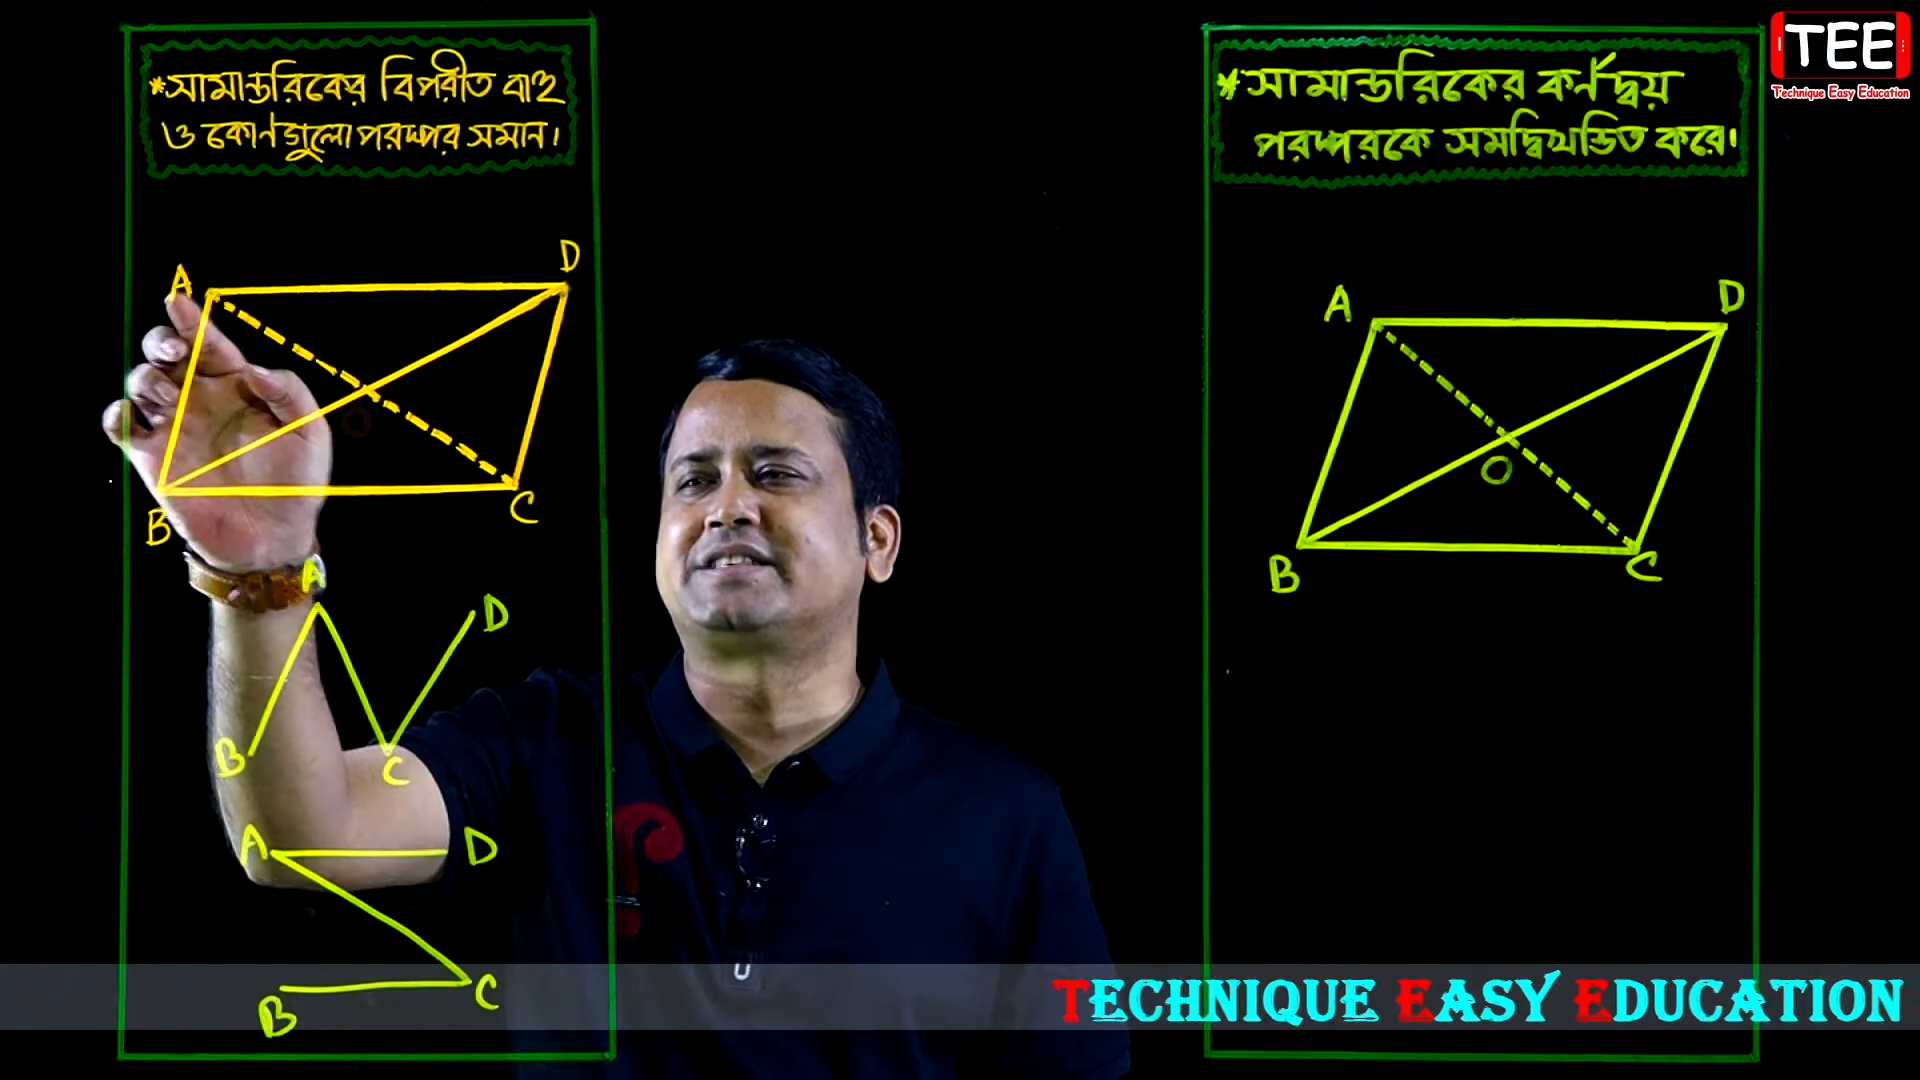 *সামান্তরিকের বিপরীত বাহু
ও কোণগুলো পরস্পর সমান।
A
D
O
B
C
A
D
B
C
A
D
B
C
*সামান্তরিকের কর্ণদ্বয়
পরস্পরকে সমদ্বিখন্ডিত করে।
A
D
O
B
C
TEE
Technique Easy Education
TECHNIQUE EASY EDUCATION